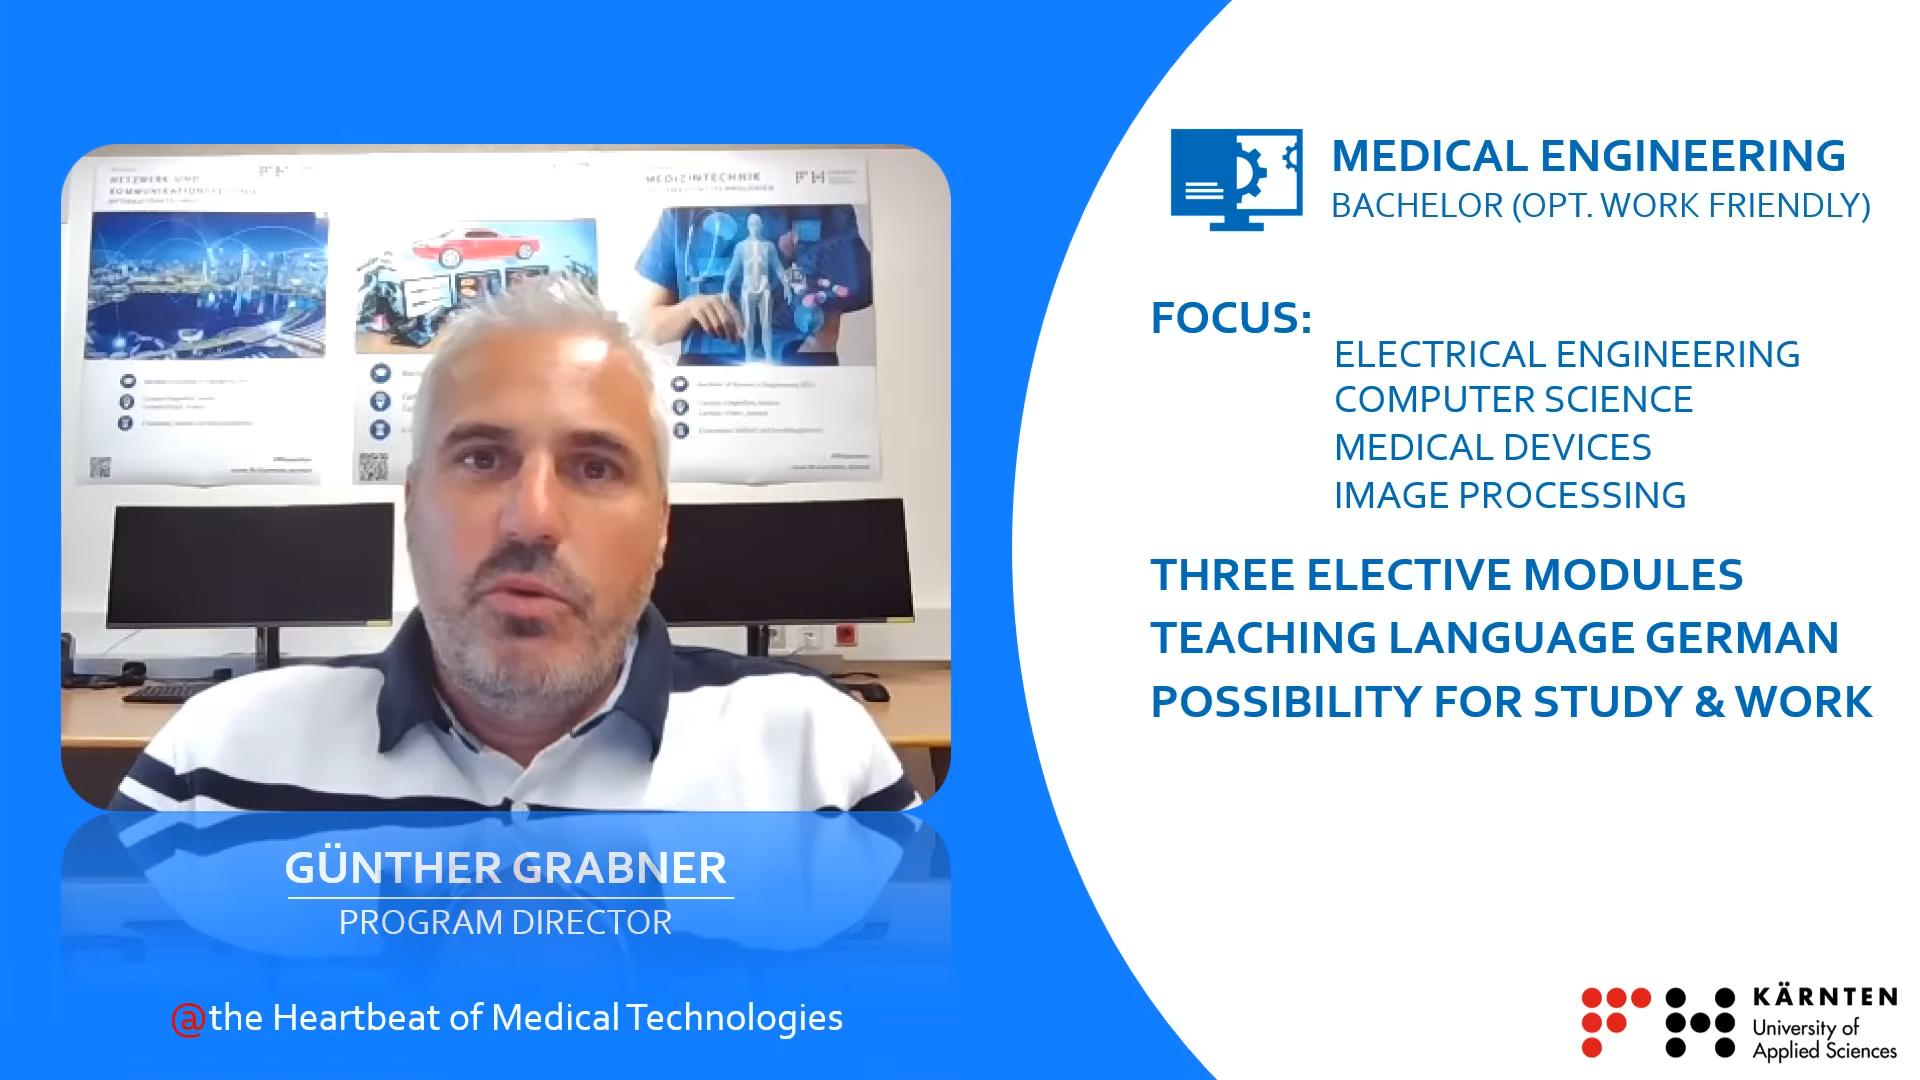 MEDIZINTECHNIK
FH
GÜNTHER GRABNER
PROGRAM DIRECTOR
@the Heartbeat of Medical Technologies
MEDICAL ENGINEERING
BACHELOR (OPT. WORK FRIENDLY)
FOCUS:
ELECTRICAL ENGINEERING
COMPUTER SCIENCE
MEDICAL DEVICES
IMAGE PROCESSING
THREE ELECTIVE MODULES
TEACHING LANGUAGE GERMAN
POSSIBILITY FOR STUDY & WORK
FH KÄRNTEN
University of
Applied Sciences